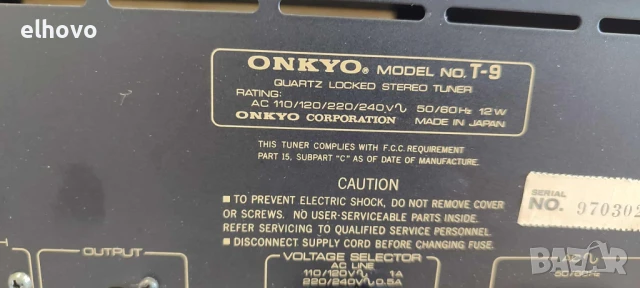 elhovo
ONKYO® MODEL NO. T-9
QUARTZ LOCKED STEREO TUNER
RATING:
AC 110/120/220/240V∿ 50/60Hz 12W
ONKYO CORPORATION MADE IN JAPAN
THIS TUNER COMPLIES WITH F.C.C. REQUIREMENT
PART 15, SUBPART "C" AS OF DATE OF MANUFACTURE.
CAUTION
■ TO PREVENT ELECTRIC SHOCK, DO NOT REMOVE COVER
OR SCREWS. NO USER-SERVICEABLE PARTS INSIDE.
REFER SERVICING TO QUALIFIED SERVICE PERSONNEL.
■ DISCONNECT SUPPLY CORD BEFORE CHANGING FUSE.
SERIAL
NO. 970302
OUTPUT
VOLTAGE SELECTOR
AC LINE
110/120V 1A
220/240V 0.5A
50/60Hz
bazar